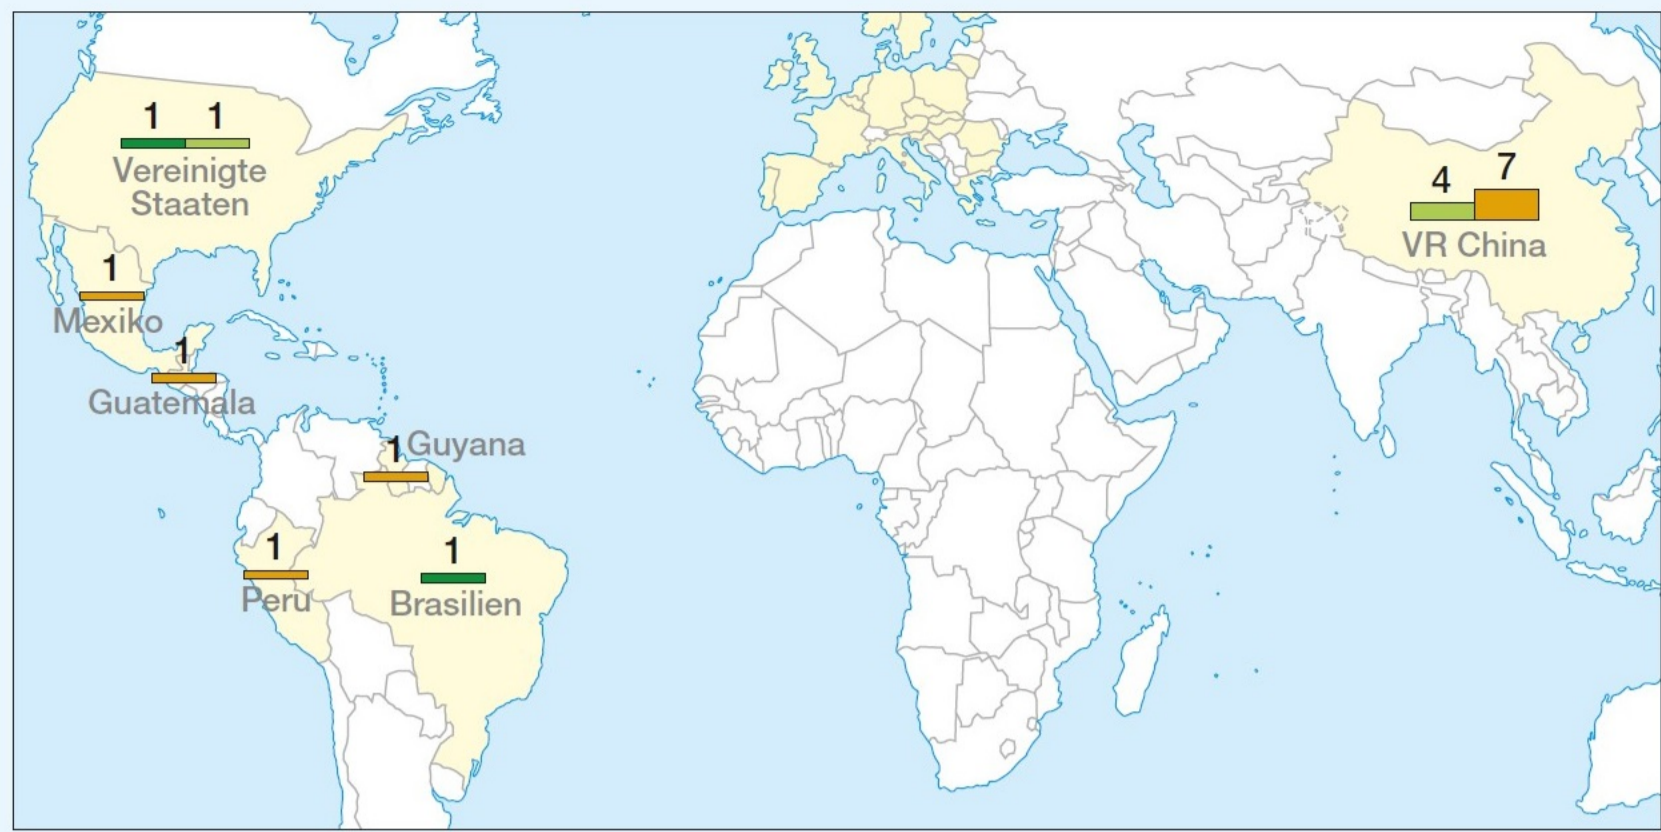 1 1
Vereinigte
Staaten
4 7
VR China
1
Mexiko
1
Guatemala
1 Guyana
1
Peru
1
Brasilien